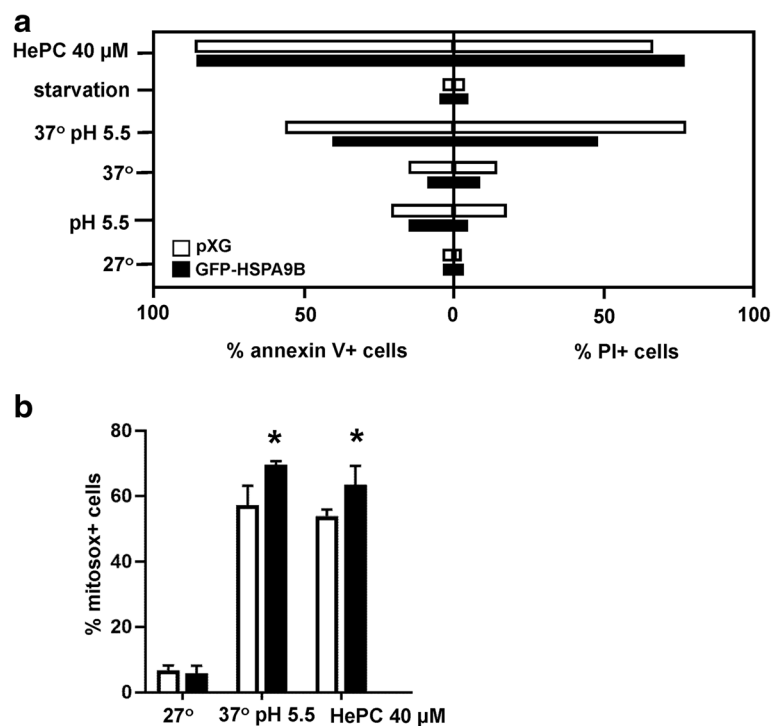 a
HePC 40 µM
starvation
37° pH 5.5
37°
pH 5.5
27°
pXG
GFP-HSPA9B
100 50 0 50 100
% annexin V+ cells % PI+ cells
b
80
60
40
20
0
% mitosox+ cells
* *
27° 37° pH 5.5 HePC 40 µM